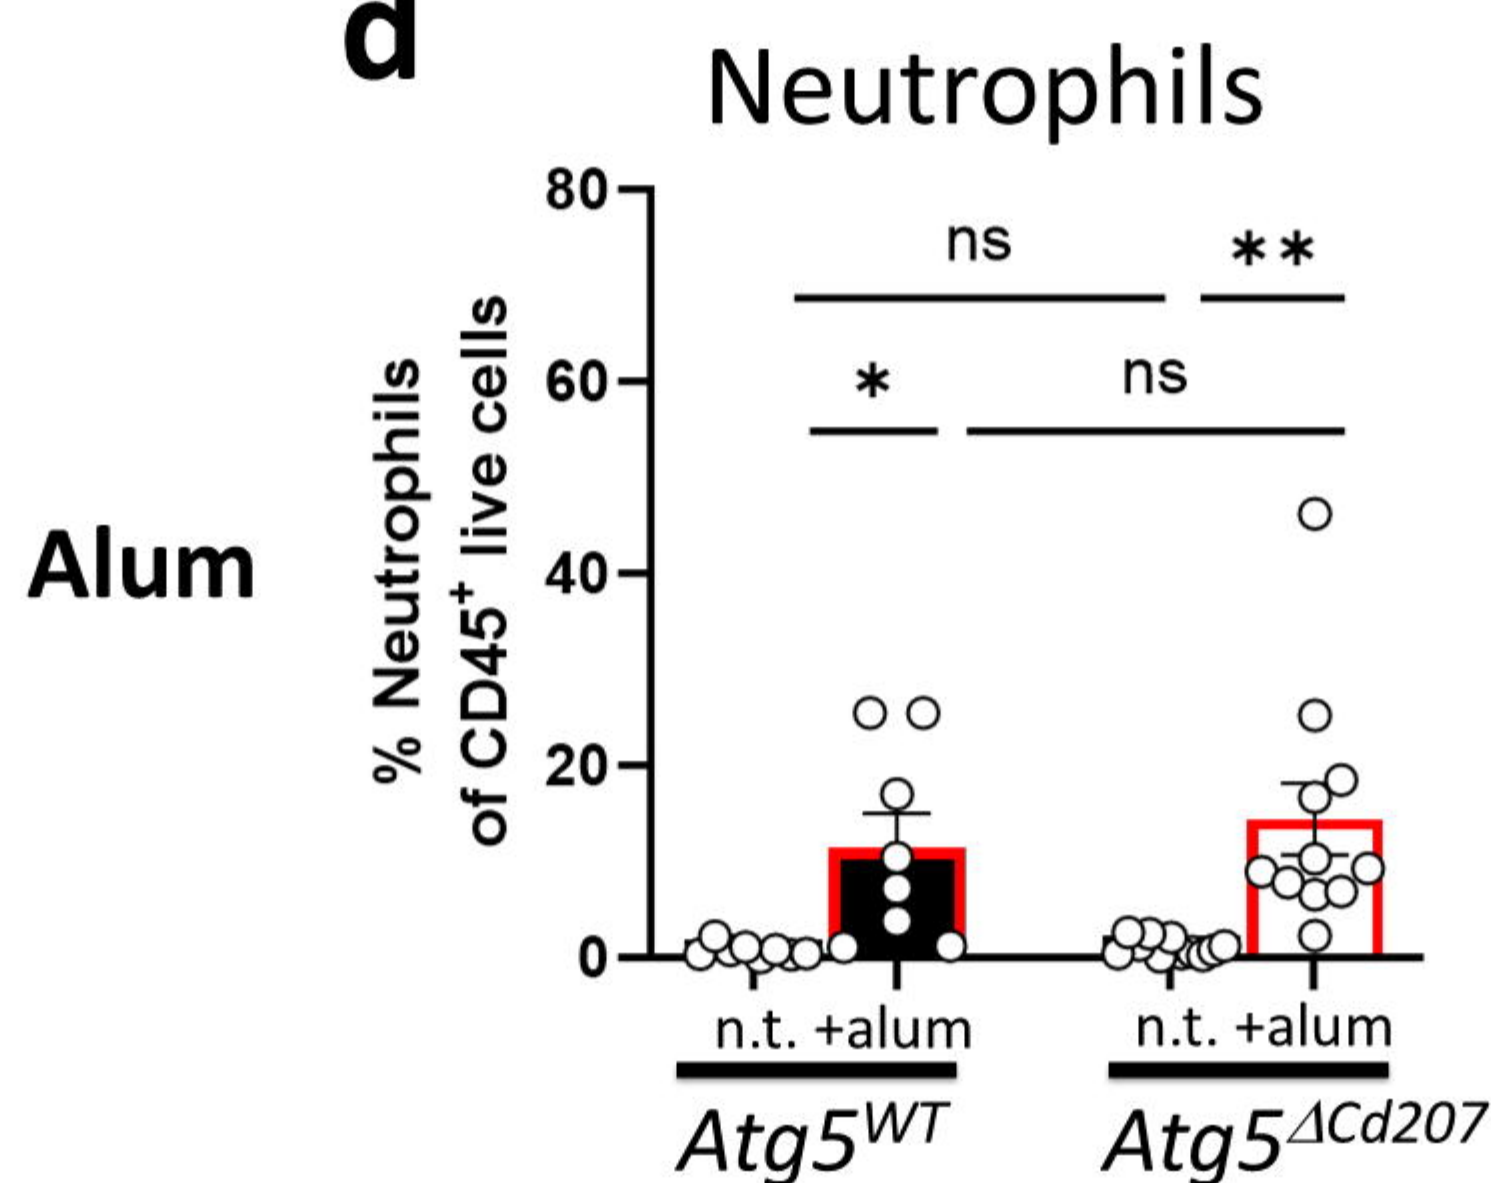 d
Neutrophils
80
ns
**
60
*
ns
% Neutrophils
of CD45⁺ live cells
Alum
40
20
0
n.t. +alum
n.t. +alum
Atg5^WT
Atg5^ΔCd207